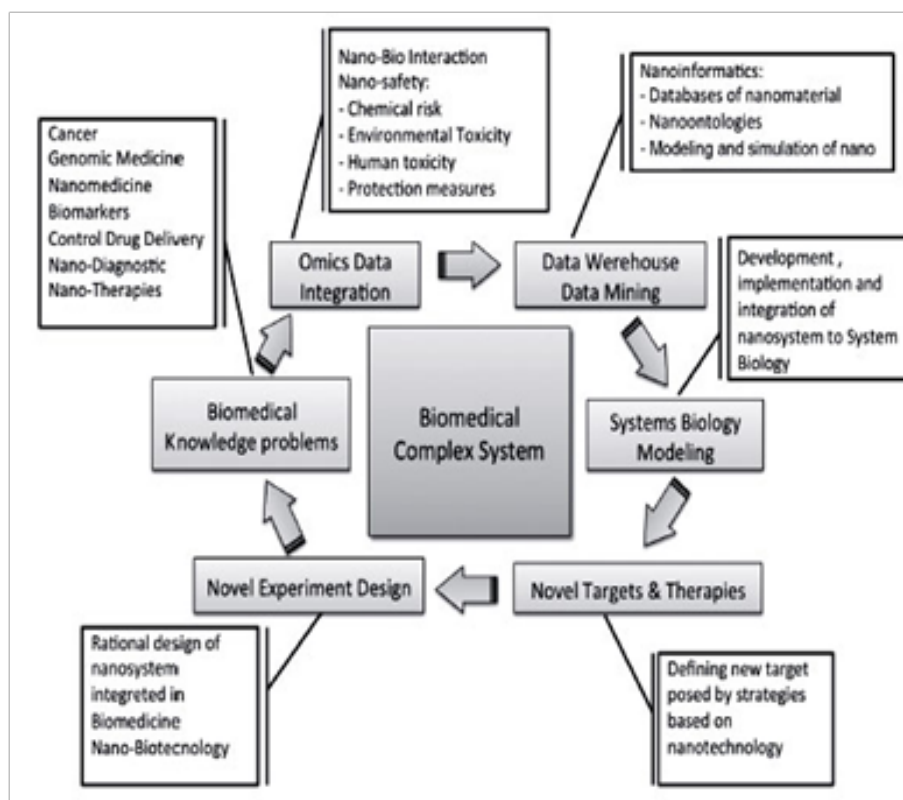 Nano-Bio Interaction
Nano-safety:
- Chemical risk
- Environmental Toxicity
- Human toxicity
- Protection measures
Nanoinformatics:
- Databases of nanomaterial
- Nanoontologies
- Modeling and simulation of nano
Cancer
Genomic Medicine
Nanomedicine
Biomarkers
Control Drug Delivery
Nano-Diagnostic
Nano-Therapies
Omics Data
Integration
Data Werehouse
Data Mining
Development ,
implementation and
integration of
nanosystem to System
Biology
Biomedical
Knowledge problems
Biomedical
Complex System
Systems Biology
Modeling
Novel Experiment Design
Novel Targets & Therapies
Rational design of
nanosystem
integreted in
Biomedicine
Nano-Biotecnology
Defining new target
posed by strategies
based on
nanotechnology